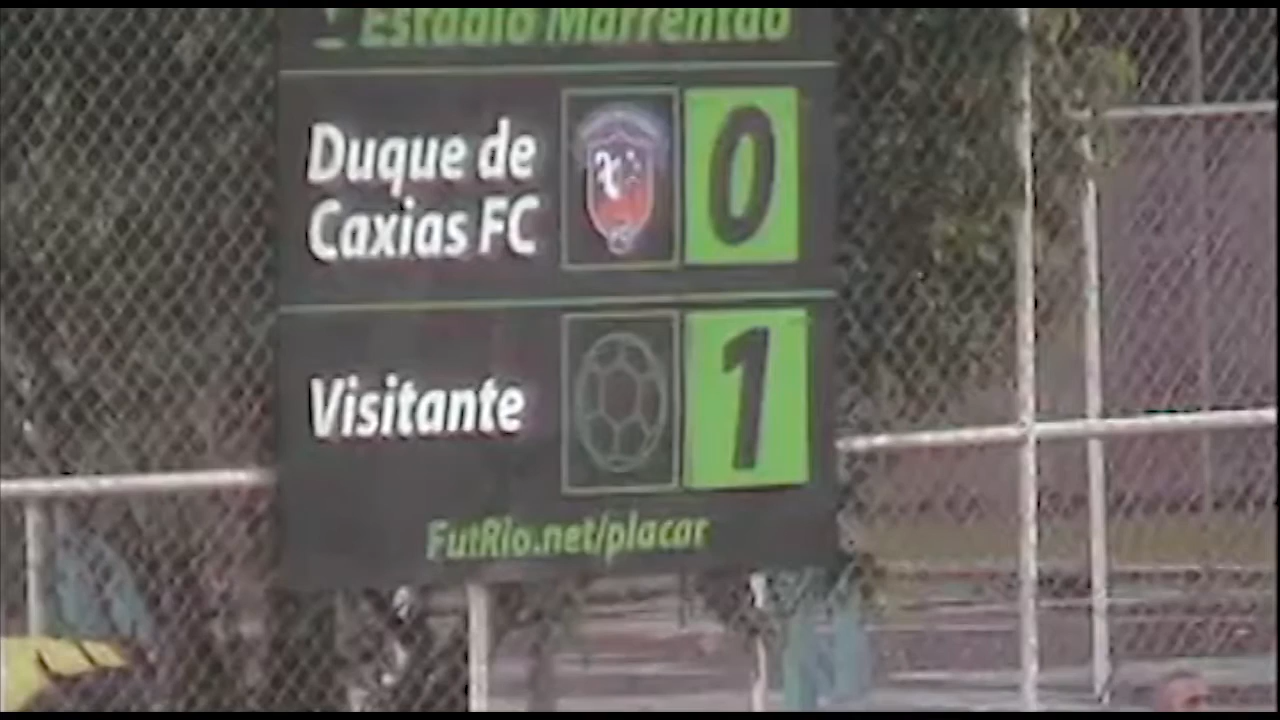 Estádio Marrentão
Duque de
Caxias FC
0
Visitante
1
FutRio.net/placar